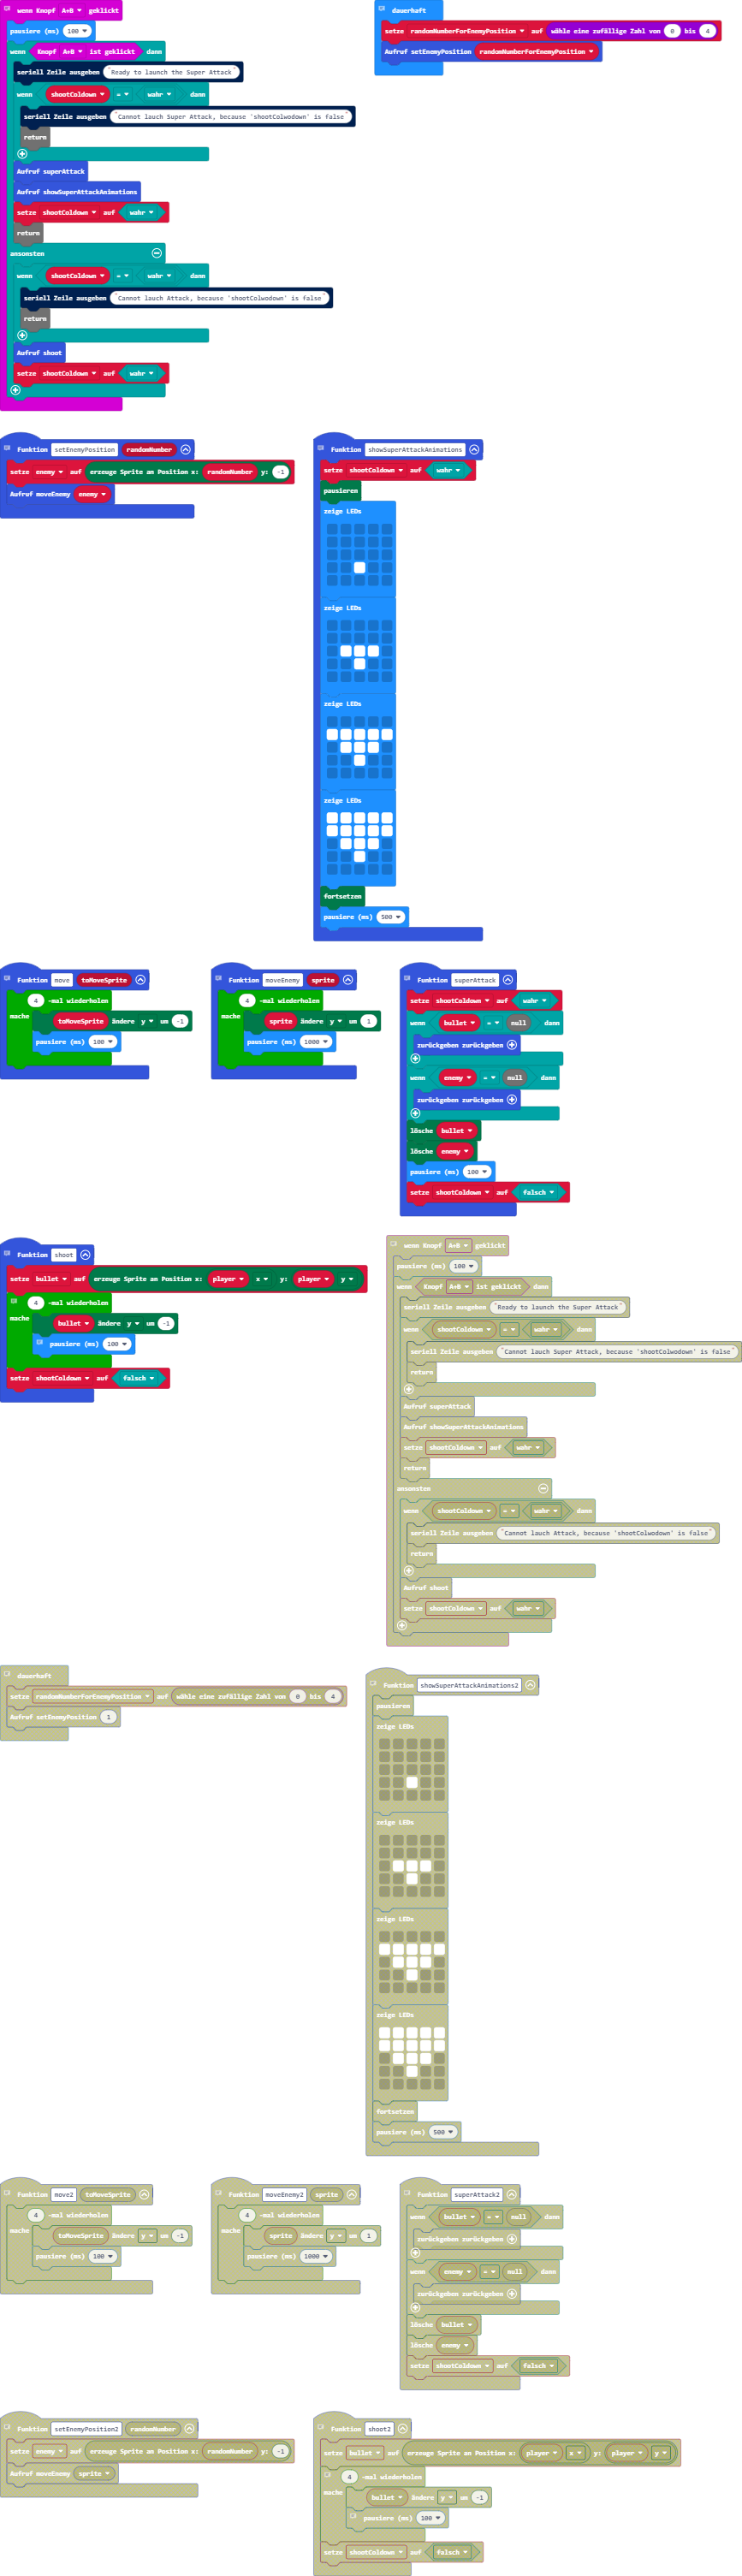 wenn Knopf A+B geklickt
pausiere (ms) 100
wenn Knopf A+B ist geklickt dann
seriell Zeile ausgeben "Ready to launch the Super Attack"
wenn shootColdown = wahr dann
seriell Zeile ausgeben "Cannot lauch Super Attack, because 'shootColwodown' is false"
return
Aufruf superAttack
Aufruf showSuperAttackAnimations
setze shootColdown auf wahr
return
ansonsten
wenn shootColdown = wahr dann
seriell Zeile ausgeben "Cannot lauch Attack, because 'shootColwodown' is false"
return
Aufruf shoot
setze shootColdown auf wahr
dauerhaft
setze randomNumberForEnemyPosition auf wähle eine zufällige Zahl von 0 bis 4
Aufruf setEnemyPosition randomNumberForEnemyPosition
Funktion setEnemyPosition randomNumber
setze enemy auf erzeuge Sprite an Position x: randomNumber y: -1
Aufruf moveEnemy enemy
Funktion showSuperAttackAnimations
setze shootColdown auf wahr
pausieren
zeige LEDs
zeige LEDs
zeige LEDs
zeige LEDs
fortsetzen
pausiere (ms) 500
Funktion move toMoveSprite
4 -mal wiederholen
mache toMoveSprite ändere y um -1
pausiere (ms) 100
Funktion moveEnemy sprite
4 -mal wiederholen
mache sprite ändere y um 1
pausiere (ms) 1000
Funktion superAttack
setze shootColdown auf wahr
wenn bullet = null dann
zurückgeben zurückgeben
wenn enemy = null dann
zurückgeben zurückgeben
lösche bullet
lösche enemy
pausiere (ms) 100
setze shootColdown auf falsch
Funktion shoot
setze bullet auf erzeuge Sprite an Position x: player x y: player y
4 -mal wiederholen
mache bullet ändere y um -1
pausiere (ms) 100
setze shootColdown auf falsch
wenn Knopf A+B geklickt
pausiere (ms) 100
wenn Knopf A+B ist geklickt dann
seriell Zeile ausgeben "Ready to launch the Super Attack"
wenn shootColdown = wahr dann
seriell Zeile ausgeben "Cannot lauch Super Attack, because 'shootColwodown' is false"
return
Aufruf superAttack
Aufruf showSuperAttackAnimations
setze shootColdown auf wahr
return
ansonsten
wenn shootColdown = wahr dann
seriell Zeile ausgeben "Cannot lauch Attack, because 'shootColwodown' is false"
return
Aufruf shoot
setze shootColdown auf wahr
dauerhaft
setze randomNumberForEnemyPosition auf wähle eine zufällige Zahl von 0 bis 4
Aufruf setEnemyPosition 1
Funktion showSuperAttackAnimations2
pausieren
zeige LEDs
zeige LEDs
zeige LEDs
zeige LEDs
fortsetzen
pausiere (ms) 500
Funktion move2 toMoveSprite
4 -mal wiederholen
mache toMoveSprite ändere y um -1
pausiere (ms) 100
Funktion moveEnemy2 sprite
4 -mal wiederholen
mache sprite ändere y um 1
pausiere (ms) 1000
Funktion superAttack2
wenn bullet = null dann
zurückgeben zurückgeben
wenn enemy = null dann
zurückgeben zurückgeben
lösche bullet
lösche enemy
setze shootColdown auf falsch
Funktion setEnemyPosition2 randomNumber
setze enemy auf erzeuge Sprite an Position x: randomNumber y: -1
Aufruf moveEnemy sprite
Funktion shoot2
setze bullet auf erzeuge Sprite an Position x: player x y: player y
4 -mal wiederholen
mache bullet ändere y um -1
pausiere (ms) 100
setze shootColdown auf falsch